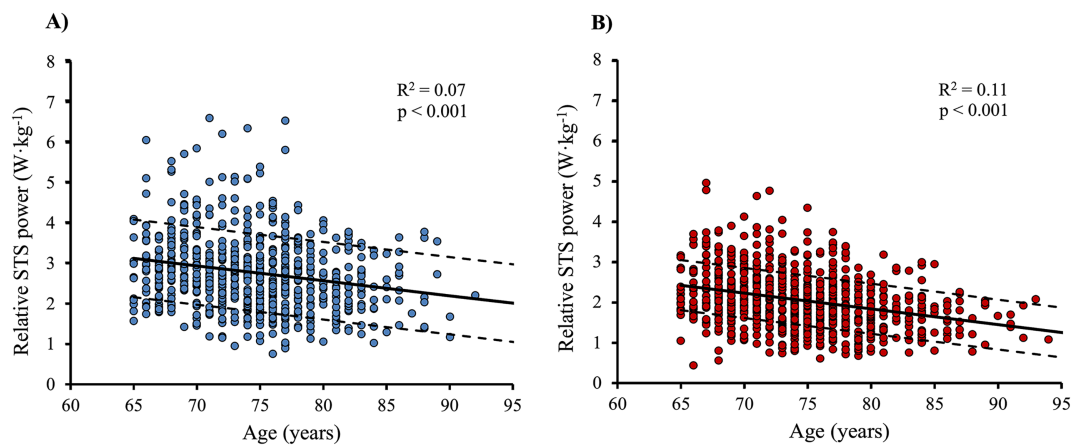 A)
R² = 0.07
p < 0.001
Relative STS power (W·kg⁻¹)
8
7
6
5
4
3
2
1
0
60 65 70 75 80 85 90 95
Age (years)
B)
R² = 0.11
p < 0.001
Relative STS power (W·kg⁻¹)
8
7
6
5
4
3
2
1
0
60 65 70 75 80 85 90 95
Age (years)